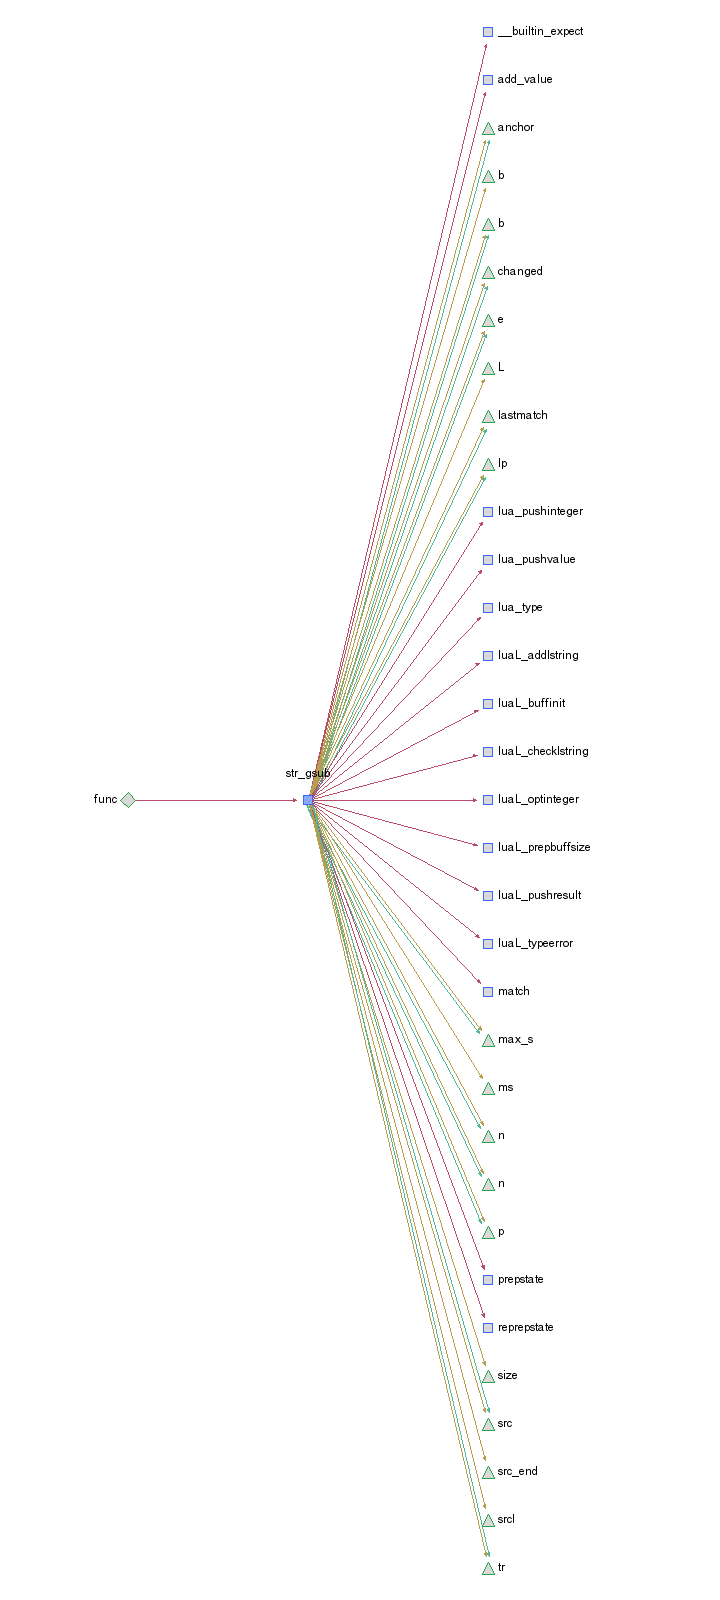 __builtin_expect
add_value
anchor
b
b
changed
e
L
lastmatch
lp
lua_pushinteger
lua_pushvalue
lua_type
luaL_addlstring
luaL_buffinit
luaL_checklstring
str_gsub
func
luaL_optinteger
luaL_prepbuffsize
luaL_pushresult
luaL_typeerror
match
max_s
ms
n
n
p
prepstate
reprepstate
size
src
src_end
srcl
tr